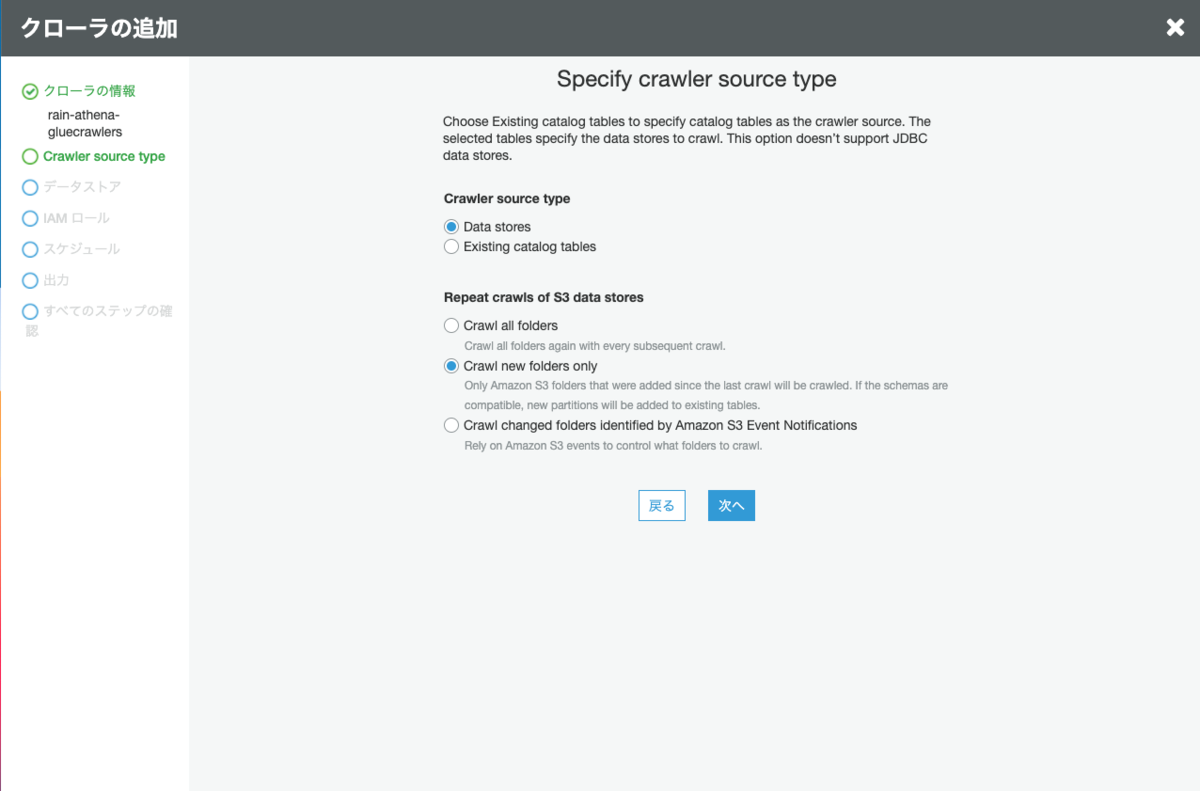 クローラの追加
クローラの情報
rain-athena-
gluecrawlers
Crawler source type
データストア
IAM ロール
スケジュール
出力
すべてのステップの確
認
Specify crawler source type
Choose Existing catalog tables to specify catalog tables as the crawler source. The
selected tables specify the data stores to crawl. This option doesn't support JDBC
data stores.
Crawler source type
Data stores
Existing catalog tables
Repeat crawls of S3 data stores
Crawl all folders
Crawl all folders again with every subsequent crawl.
Crawl new folders only
Only Amazon S3 folders that were added since the last crawl will be crawled. If the schemas are
compatible, new partitions will be added to existing tables.
Crawl changed folders identified by Amazon S3 Event Notifications
Rely on Amazon S3 events to control what folders to crawl.
戻る
次へ